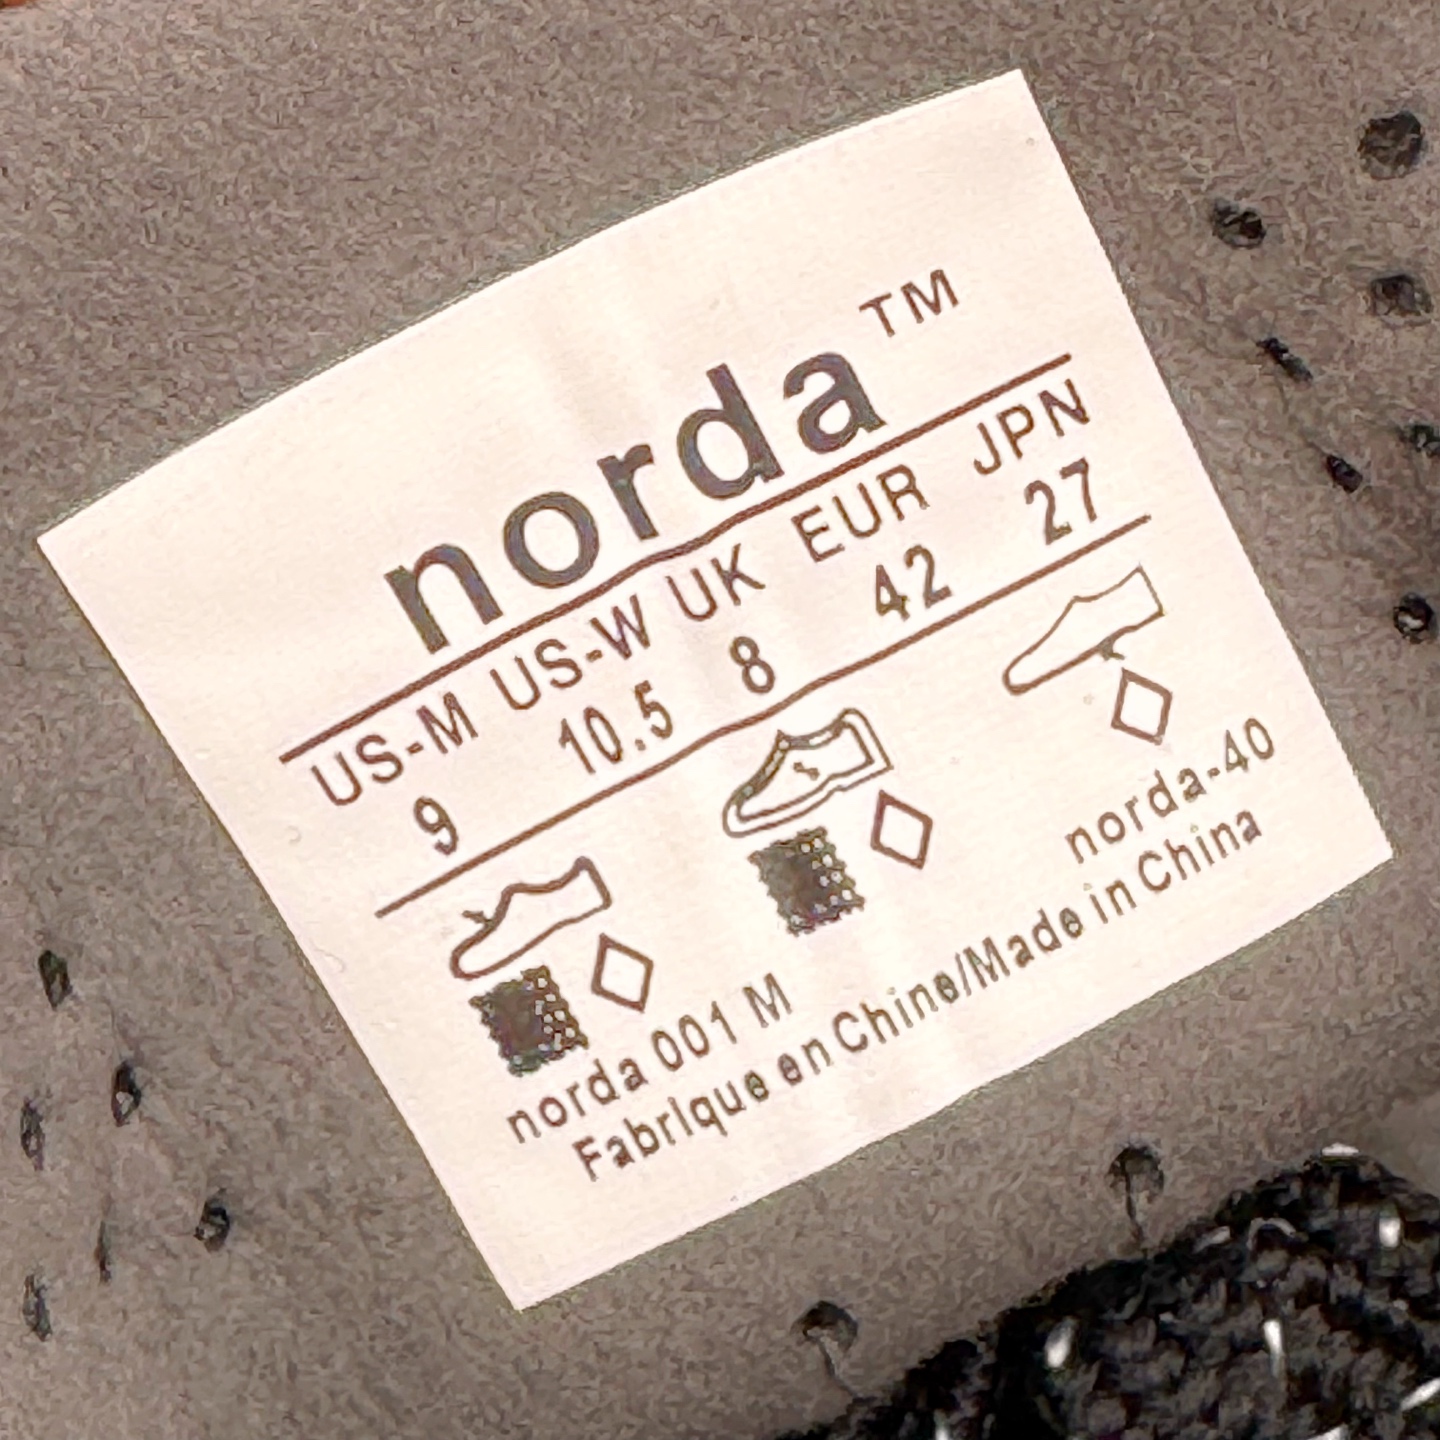 norda™
US-M US-W UK EUR JPN
9 10.5 8 42 27
norda 001 M norda-40
Fabrique en Chine/Made in China